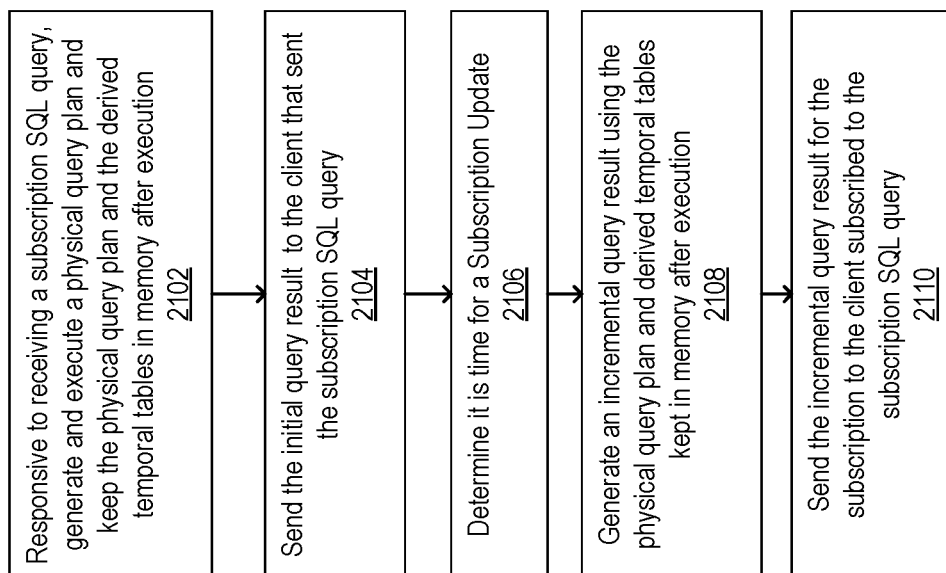 Responsive to receiving a subscription SQL query,
generate and execute a physical query plan and
keep the physical query plan and the derived
temporal tables in memory after execution
2102
Send the initial query result to the client that sent
the subscription SQL query
2104
Determine it is time for a Subscription Update
2106
Generate an incremental query result using the
physical query plan and derived temporal tables
kept in memory after execution
2108
Send the incremental query result for the
subscription to the client subscribed to the
subscription SQL query
2110